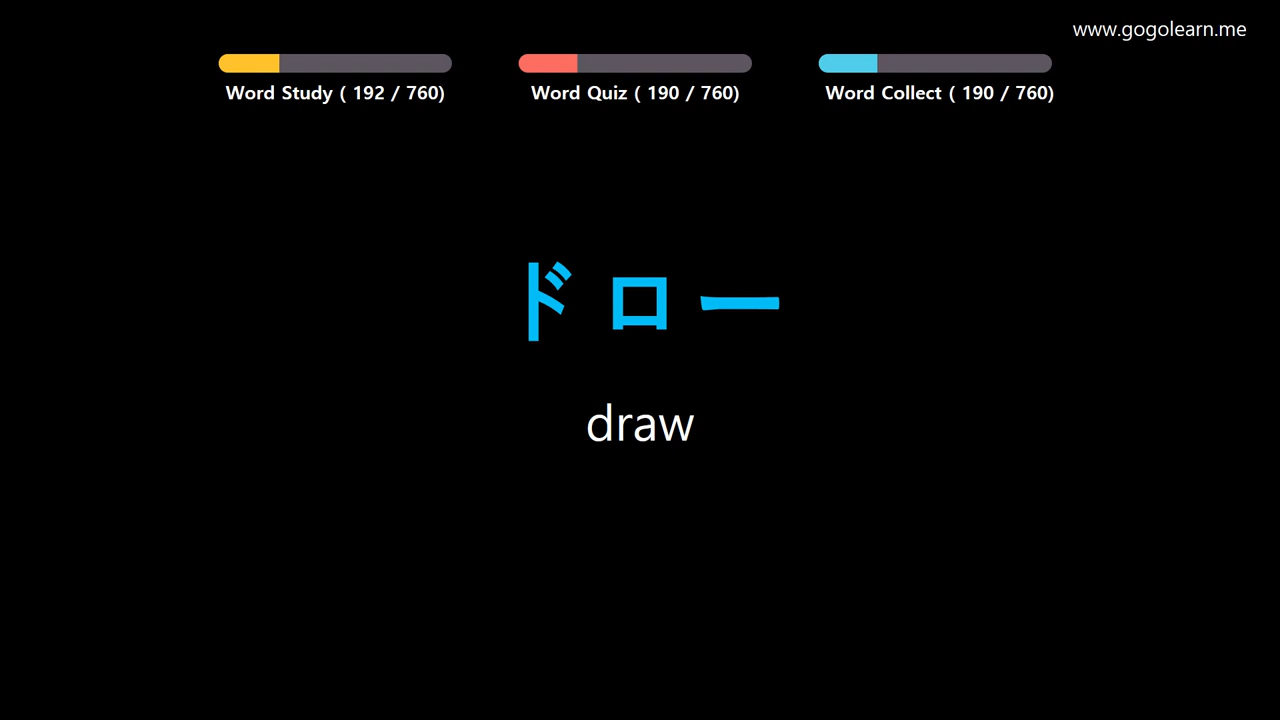 www.gogolearn.me
Word Study ( 192 / 760)
Word Quiz ( 190 / 760)
Word Collect ( 190 / 760)
ドロー
draw